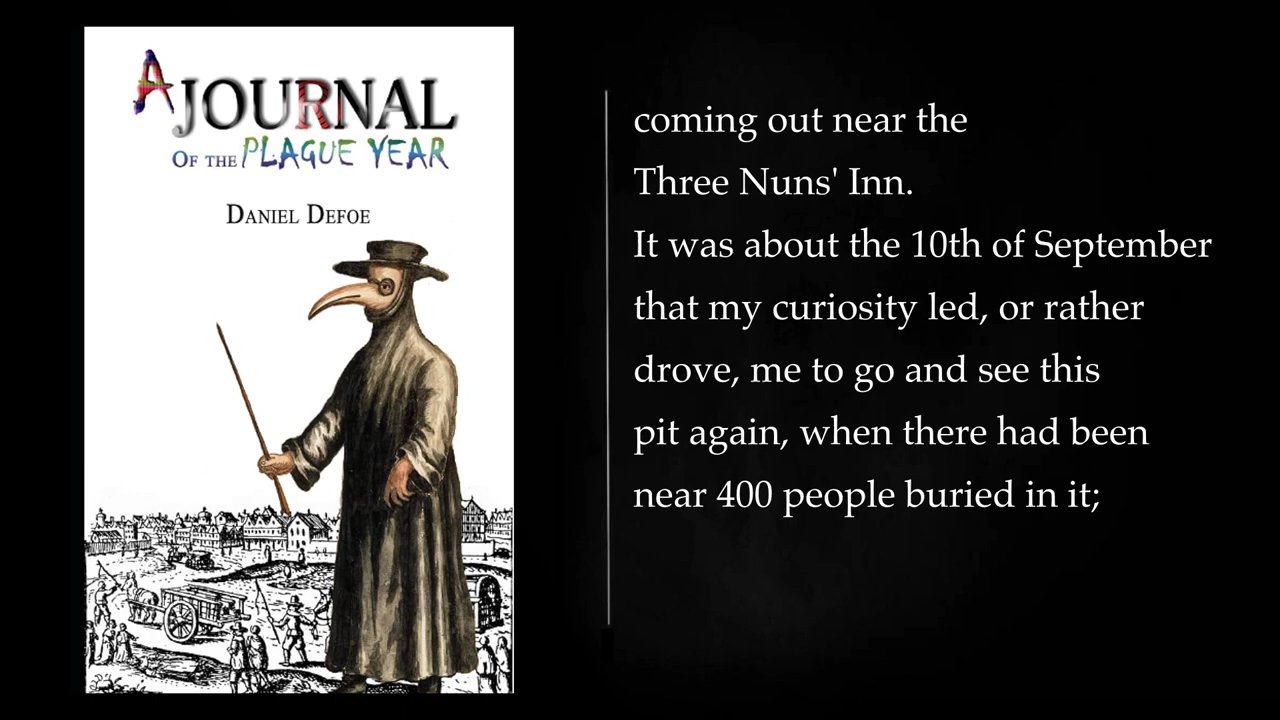 A JOURNAL
OF THE PLAGUE YEAR
DANIEL DEFOE
coming out near the
Three Nuns' Inn.
It was about the 10th of September
that my curiosity led, or rather
drove, me to go and see this
pit again, when there had been
near 400 people buried in it;